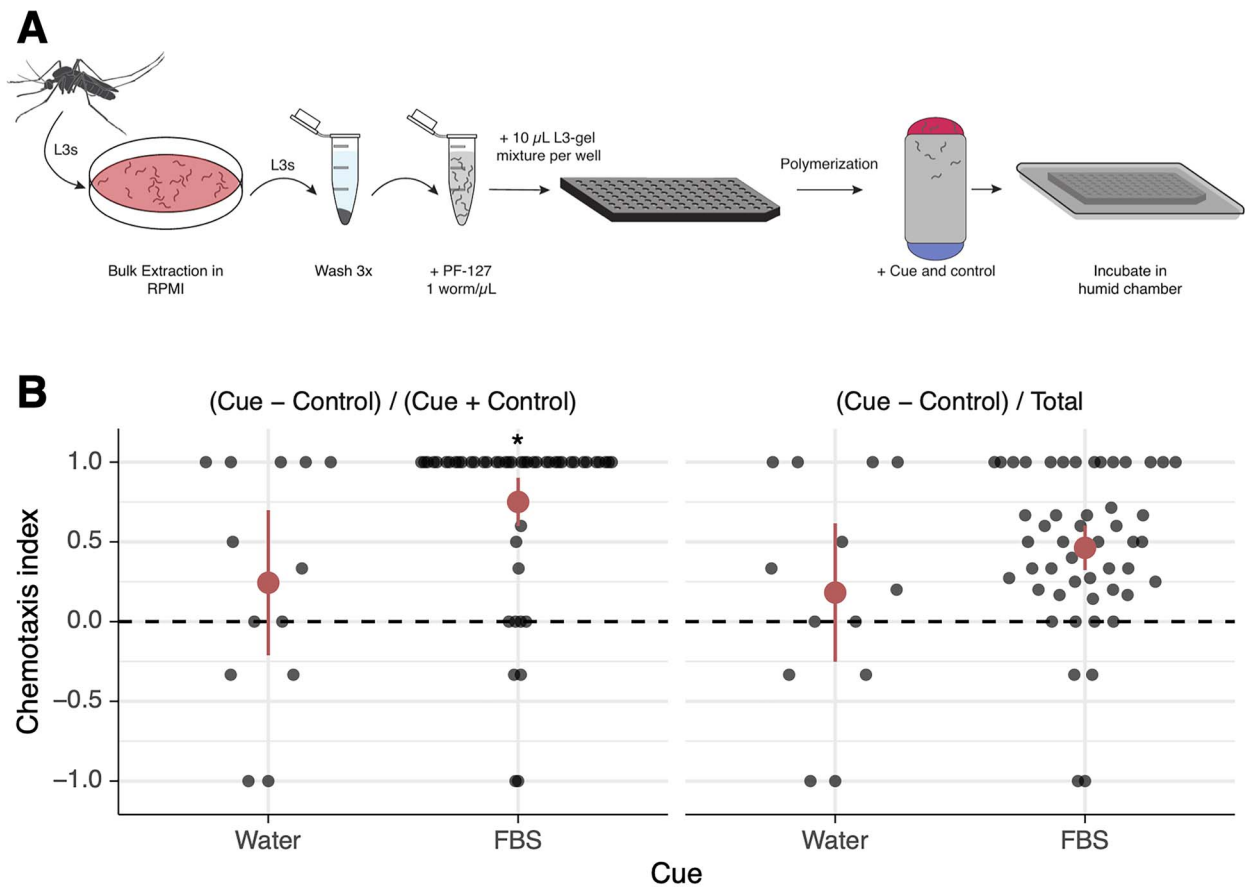 A
L3s
L3s
+ 10 µL L3-gel
mixture per well
Polymerization
Bulk Extraction in
RPMI
Wash 3x
+ PF-127
1 worm/µL
+ Cue and control
Incubate in
humid chamber
B
(Cue – Control) / (Cue + Control)
(Cue – Control) / Total
*
Chemotaxis index
1.0
0.5
0.0
−0.5
−1.0
Water
FBS
Water
FBS
Cue